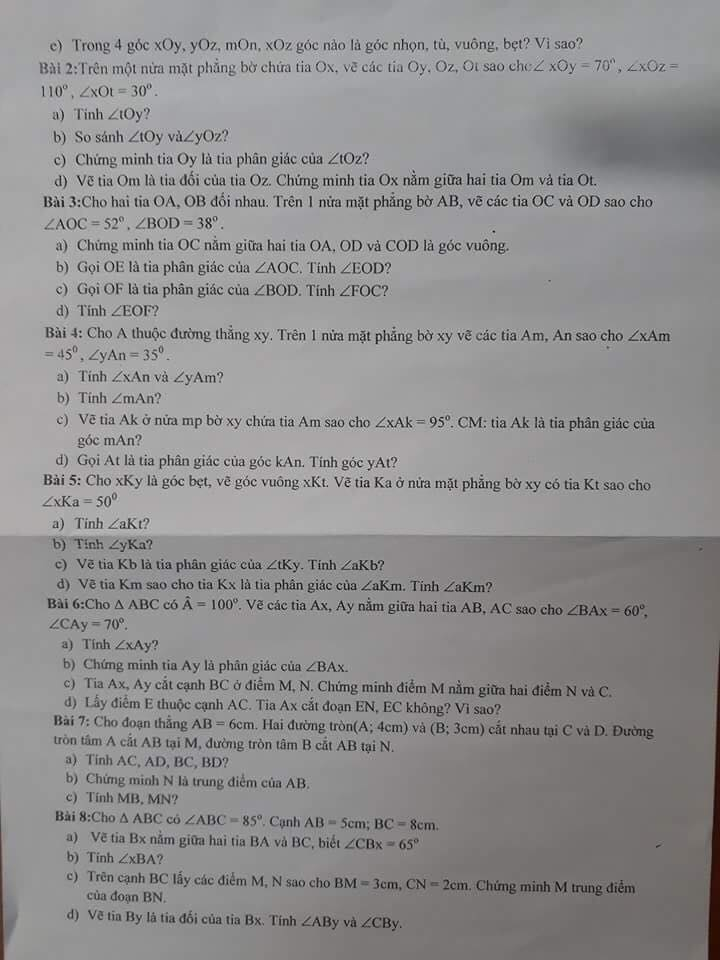 e) Trong 4 góc xOy, yOz, mOn, xOz góc nào là góc nhọn, tù, vuông, bẹt? Vì sao?
Bài 2:Trên một nửa mặt phẳng bờ chứa tia Ox, vẽ các tia Oy, Oz, Ot sao cho∠ xOy = 70⁰, ∠xOz =
110⁰, ∠xOt = 30⁰.
a) Tính ∠tOy?
b) So sánh ∠tOy và∠yOz?
c) Chứng minh tia Oy là tia phân giác của ∠tOz?
d) Vẽ tia Om là tia đối của tia Oz. Chứng minh tia Ox nằm giữa hai tia Om và tia Ot.
Bài 3:Cho hai tia OA, OB đối nhau. Trên 1 nửa mặt phẳng bờ AB, vẽ các tia OC và OD sao cho
∠AOC = 52⁰, ∠BOD = 38⁰.
a) Chứng minh tia OC nằm giữa hai tia OA, OD và COD là góc vuông.
b) Gọi OE là tia phân giác của ∠AOC. Tính ∠EOD?
c) Gọi OF là tia phân giác của ∠BOD. Tính ∠FOC?
d) Tính ∠EOF?
Bài 4: Cho A thuộc đường thẳng xy. Trên 1 nửa mặt phẳng bờ xy vẽ các tia Am, An sao cho ∠xAm
= 45⁰, ∠yAn = 35⁰.
a) Tính ∠xAn và ∠yAm?
b) Tính ∠mAn?
c) Vẽ tia Ak ở nửa mp bờ xy chứa tia Am sao cho ∠xAk = 95⁰. CM: tia Ak là tia phân giác của
góc mAn?
d) Gọi At là tia phân giác của góc kAn. Tính góc yAt?
Bài 5: Cho xKy là góc bẹt, vẽ góc vuông xKt. Vẽ tia Ka ở nửa mặt phẳng bờ xy có tia Kt sao cho
∠xKa = 50⁰
a) Tính ∠aKt?
b) Tính ∠yKa?
c) Vẽ tia Kb là tia phân giác của ∠tKy. Tính ∠aKb?
d) Vẽ tia Km sao cho tia Kx là tia phân giác của ∠aKm. Tính ∠aKm?
Bài 6:Cho Δ ABC có Â = 100⁰. Vẽ các tia Ax, Ay nằm giữa hai tia AB, AC sao cho ∠BAx = 60⁰,
∠CAy = 70⁰.
a) Tính ∠xAy?
b) Chứng minh tia Ay là phân giác của ∠BAx.
c) Tia Ax, Ay cắt cạnh BC ở điểm M, N. Chứng minh điểm M nằm giữa hai điểm N và C.
d) Lấy điểm E thuộc cạnh AC. Tia Ax cắt đoạn EN, EC không? Vì sao?
Bài 7: Cho đoạn thẳng AB = 6cm. Hai đường tròn(A; 4cm) và (B; 3cm) cắt nhau tại C và D. Đường
tròn tâm A cắt AB tại M, đường tròn tâm B cắt AB tại N.
a) Tính AC, AD, BC, BD?
b) Chứng minh N là trung điểm của AB.
c) Tính MB, MN?
Bài 8:Cho Δ ABC có ∠ABC = 85⁰. Cạnh AB = 5cm; BC = 8cm.
a) Vẽ tia Bx nằm giữa hai tia BA và BC, biết ∠CBx = 65⁰
b) Tính ∠xBA?
c) Trên cạnh BC lấy các điểm M, N sao cho BM = 3cm, CN = 2cm. Chứng minh M trung điểm
của đoạn BN.
d) Vẽ tia By là tia đối của tia Bx. Tính ∠ABy và ∠CBy.